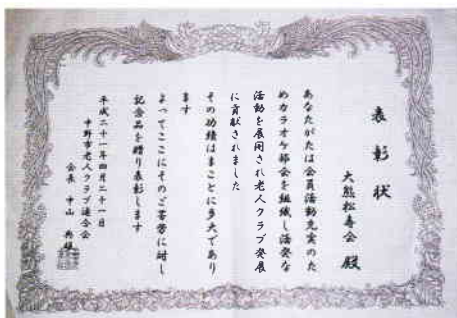 表彰状
大熊松寿会 殿
あなたがたは会員活動充実のた
めカラオケ部会を組織し活発な
活動を展開され老人クラブ発展
に貢献されました
その功績はまことに多大であり
ます
よってここにそのご苦労に対し
記念品を贈り表彰します
平成二十一年四月二十一日
中野市老人クラブ連合会
会長 中山